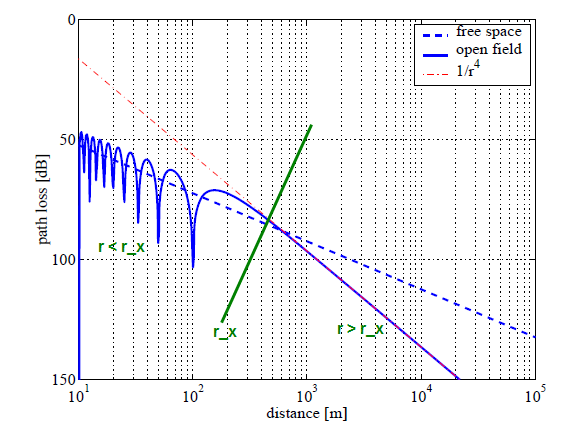 0
50
100
150
path loss [dB]
free space
open field
1/r^4
r < r_x
r_x
r > r_x
10^1
10^2
10^3
10^4
10^5
distance [m]